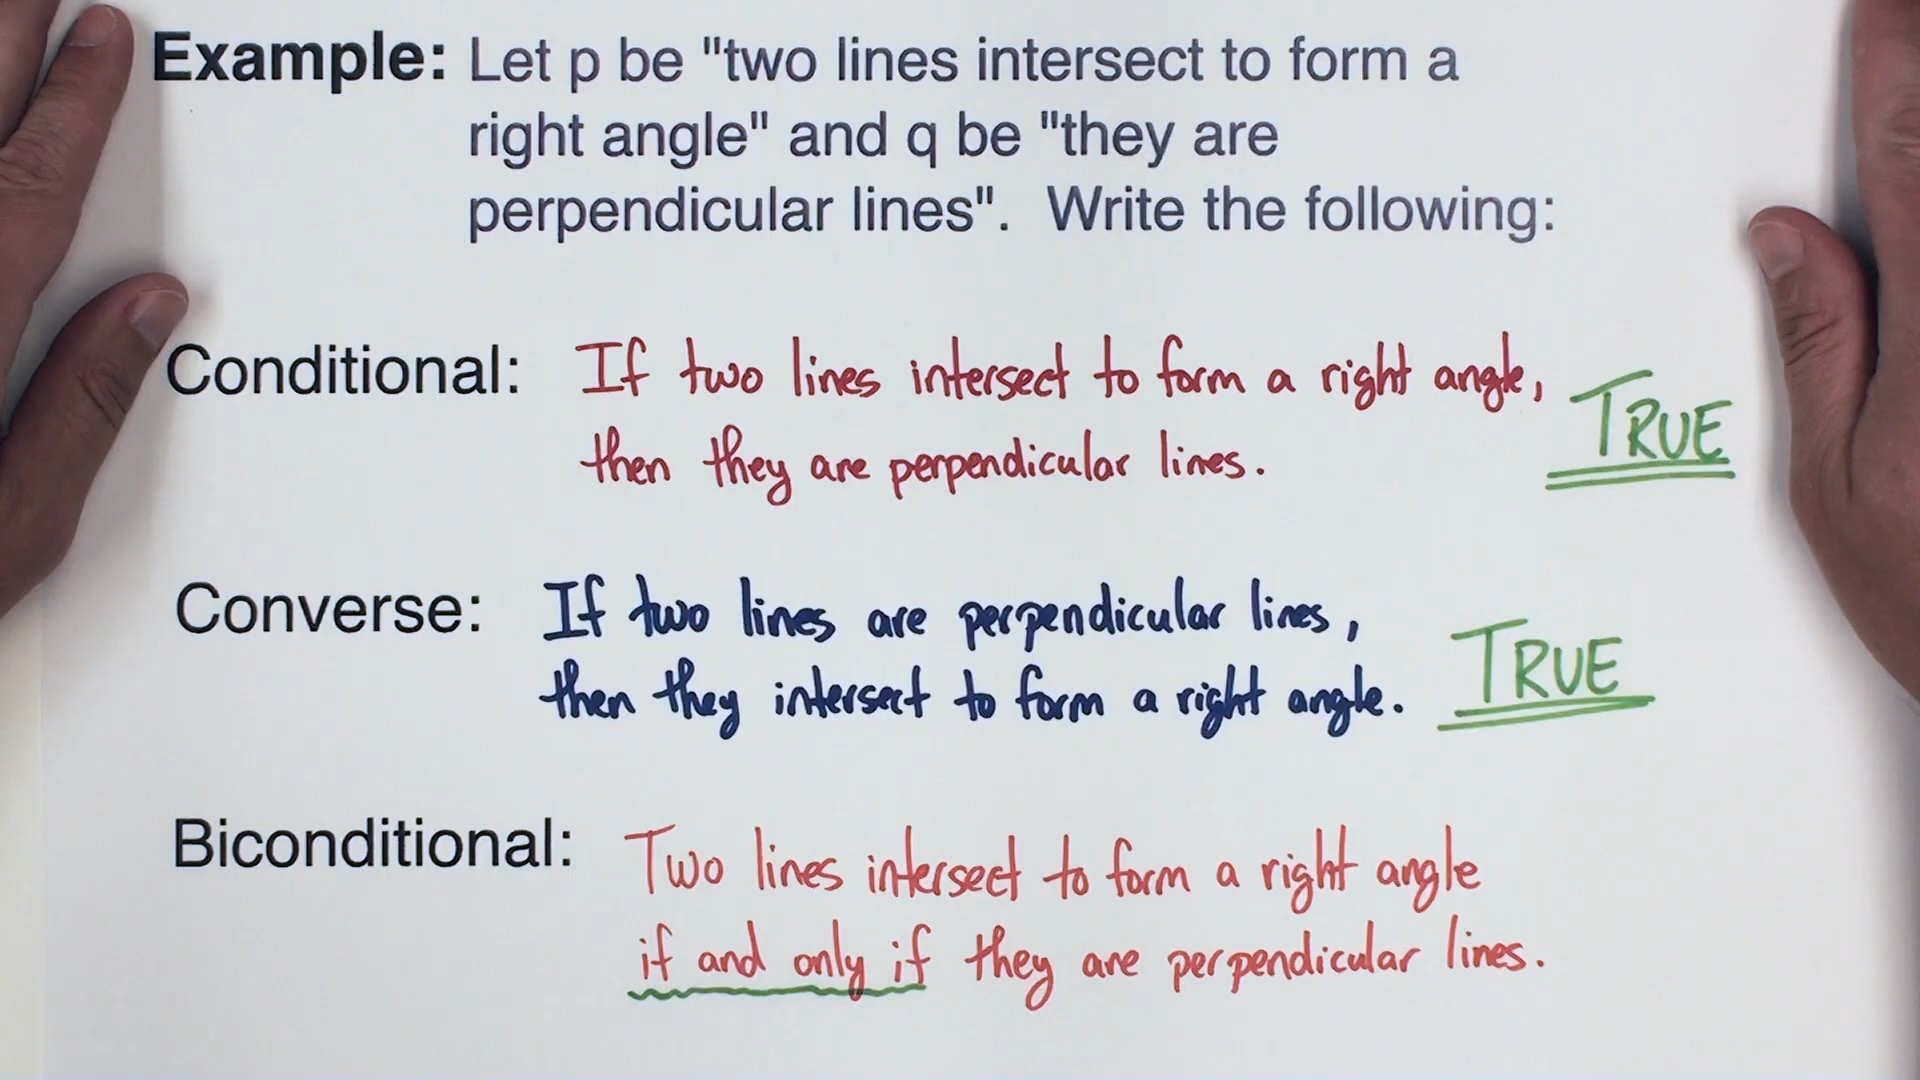 Example: Let p be "two lines intersect to form a
right angle" and q be "they are
perpendicular lines". Write the following:
Conditional: If two lines intersect to form a right angle,
then they are perpendicular lines.
TRUE
Converse: If two lines are perpendicular lines,
then they intersect to form a right angle.
TRUE
Biconditional: Two lines intersect to form a right angle
if and only if they are perpendicular lines.